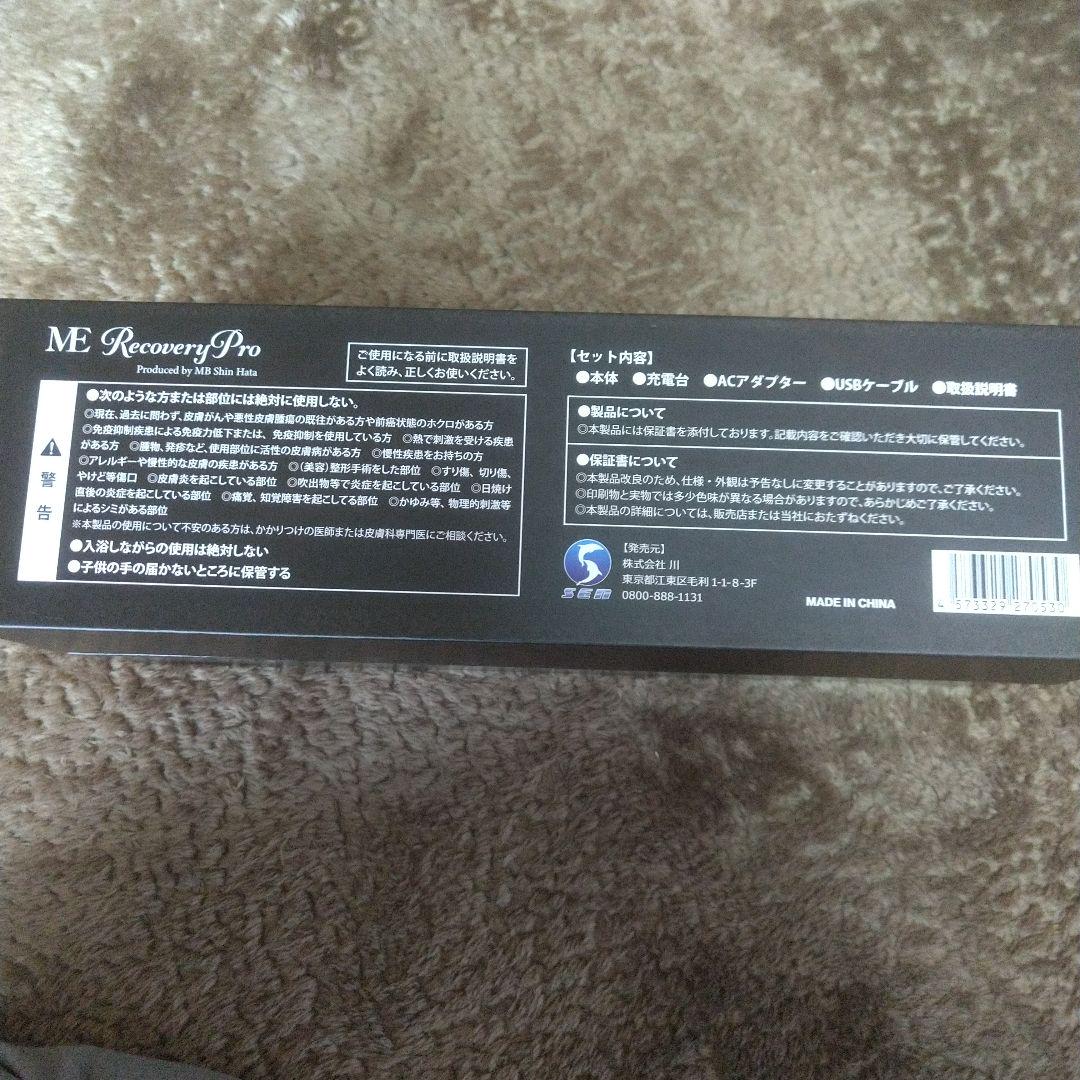 ME RecoveryPro
Produced by MB Shin Hata
ご使用になる前に取扱説明書を
よく読み、正しくお使いください。
警告
●次のような方または部位には絶対に使用しない。
◎現在、過去に問わず、皮膚がんや悪性皮膚腫瘍の既往がある方や前癌状態のホクロがある方
◎免疫抑制疾患による免疫力低下または、免疫抑制を使用している方 ◎熱で刺激を受ける疾患
がある方 ◎腫物、発疹など、使用部位に活性の皮膚病がある方 ◎慢性疾患をお持ちの方
◎アレルギーや慢性的な皮膚の疾患がある方 ◎(美容)整形手術をした部位 ◎すり傷、切り傷、
やけど等傷口 ◎皮膚炎を起こしている部位 ◎吹出物等で炎症を起こしている部位 ◎日焼け
直後の炎症を起こしている部位 ◎痛覚、知覚障害を起こしてる部位 ◎かゆみ等、物理的刺激等
によるシミがある部位
※本製品の使用について不安のある方は、かかりつけの医師または皮膚科専門医にご相談ください。
●入浴しながらの使用は絶対しない
●子供の手の届かないところに保管する
【セット内容】
●本体 ●充電台 ●ACアダプター ●USBケーブル ●取扱説明書
●製品について
◎本製品には保証書を添付しております。記載内容をご確認いただき大切に保管してください。
●保証書について
◎本製品改良のため、仕様・外観は予告なしに変更することがありますので、ご了承ください。
◎印刷物と実物では多少色味が異なる場合がありますので、あらかじめご了承ください。
◎本製品の詳細については、販売店または当社におたずねください。
【発売元】
株式会社 川
東京都江東区毛利 1-1-8-3F
0800-888-1131
MADE IN CHINA
4 573329 270530